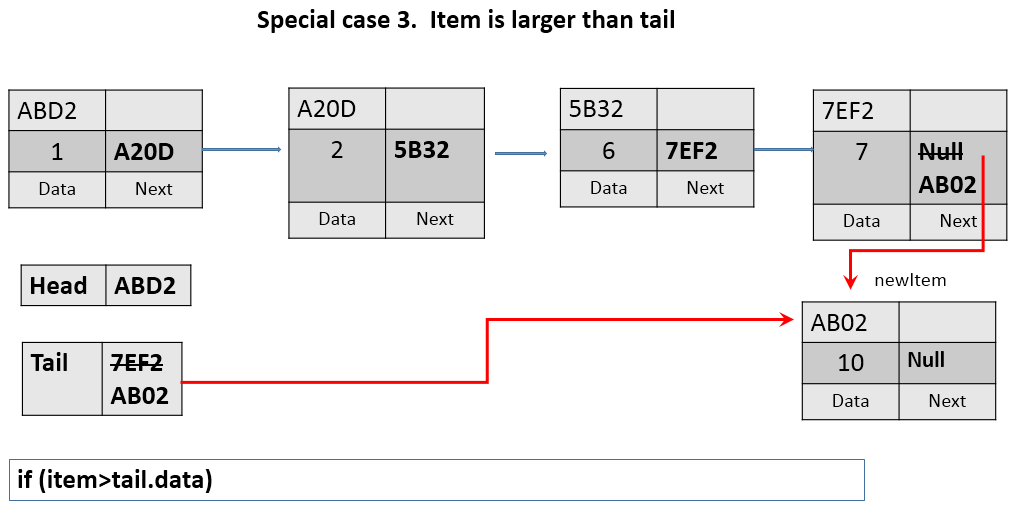 Special case 3.  Item is larger than tail
ABD2
1 A20D
Data Next
A20D
2 5B32
Data Next
5B32
6 7EF2
Data Next
7EF2
7 Null
AB02
Data Next
Head ABD2
Tail 7EF2
AB02
newItem
AB02
10 Null
Data Next
if (item>tail.data)